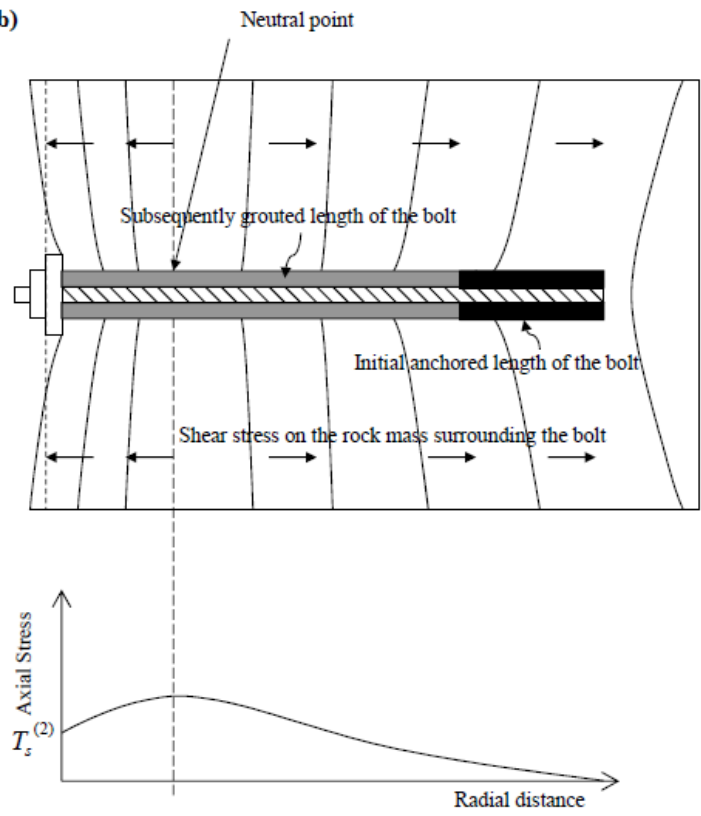 b)
Neutral point
Subsequently grouted length of the bolt
Initial anchored length of the bolt
Shear stress on the rock mass surrounding the bolt
Axial Stress
Tₛ⁽²⁾
Radial distance